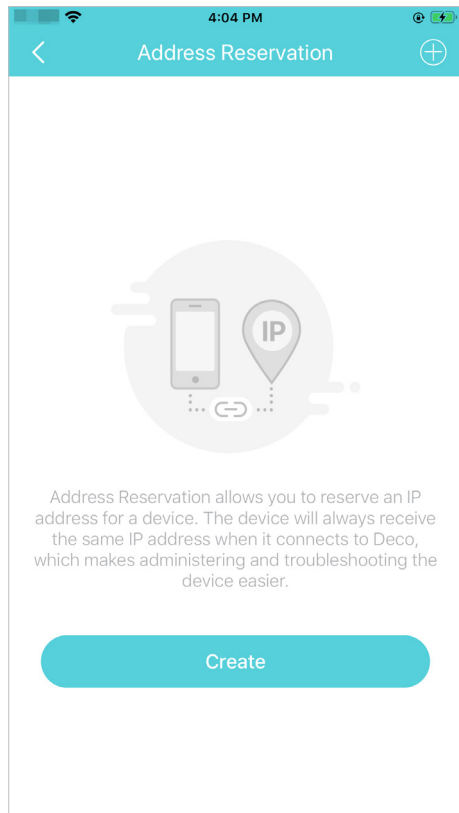 4:04 PM
Address Reservation
IP
Address Reservation allows you to reserve an IP
address for a device. The device will always receive
the same IP address when it connects to Deco,
which makes administering and troubleshooting the
device easier.
Create